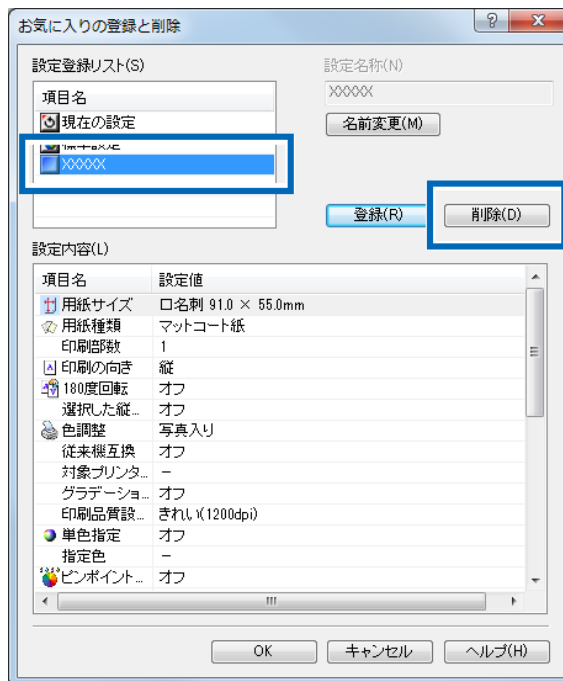 お気に入りの登録と削除
設定登録リスト(S)
設定名称(N)
項目名
XXXXX
現在の設定
名前変更(M)
標準設定
XXXXX
登録(R)
削除(D)
設定内容(L)
項目名 設定値
用紙サイズ 口名刺 91.0 × 55.0mm
用紙種類 マットコート紙
印刷部数 1
印刷の向き 縦
180度回転 オフ
選択した縦... オフ
色調整 写真入り
従来機互換 オフ
対象プリンタ... －
グラデーショ... オフ
印刷品質設... きれい(1200dpi)
単色指定 オフ
指定色 －
ピンポイント... オフ
OK
キャンセル
ヘルプ(H)